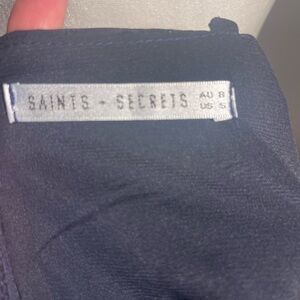 SAINTS + SECRETS
AU 8
US S